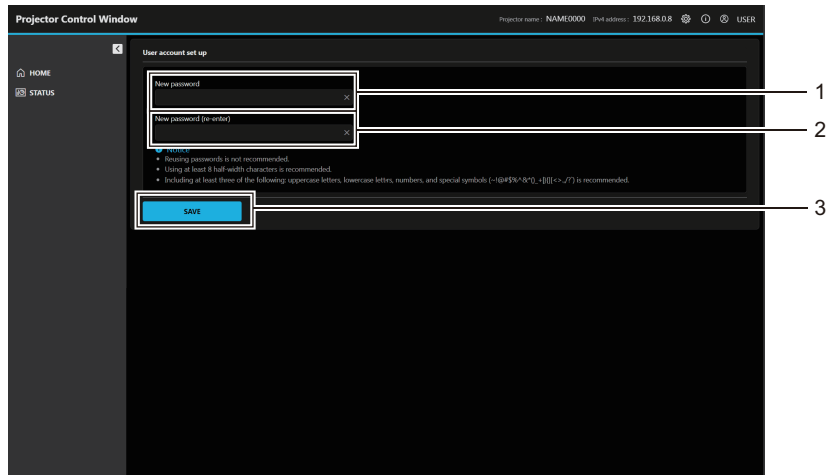 Projector Control Window
Projector name : NAME0000 IPv4 address : 192.168.0.8 USER
User account set up
HOME
STATUS
New password
1
New password (re-enter)
2
Notice
• Reusing passwords is not recommended.
• Using at least 8 half-width characters is recommended.
• Including at least three of the following: uppercase letters, lowercase lettrs, numbers, and special symbols (~!@#$%^&*()_+|[]{}<>.,/?') is recommended.
SAVE
3